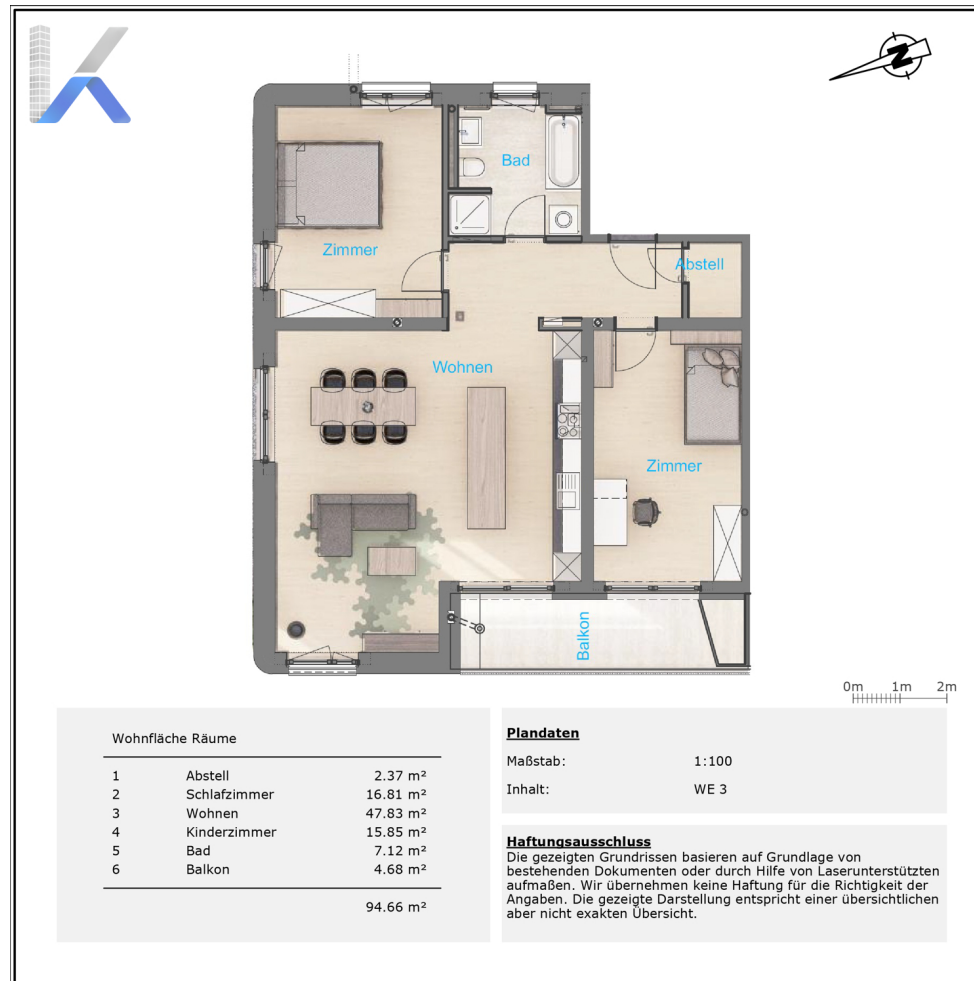 N
Bad
Zimmer
Abstell
Wohnen
Zimmer
Balkon
0m 1m 2m
Wohnfläche Räume
1 Abstell 2.37 m²
2 Schlafzimmer 16.81 m²
3 Wohnen 47.83 m²
4 Kinderzimmer 15.85 m²
5 Bad 7.12 m²
6 Balkon 4.68 m²
94.66 m²
Plandaten
Maßstab: 1:100
Inhalt: WE 3
Haftungsausschluss
Die gezeigten Grundrissen basieren auf Grundlage von
bestehenden Dokumenten oder durch Hilfe von Laserunterstützten
aufmaßen. Wir übernehmen keine Haftung für die Richtigkeit der
Angaben. Die gezeigte Darstellung entspricht einer übersichtlichen
aber nicht exakten Übersicht.